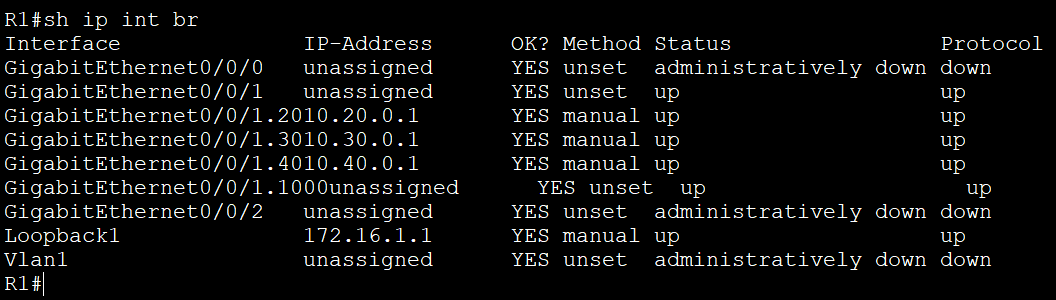 R1#sh ip int br
Interface              IP-Address      OK? Method Status                Protocol
GigabitEthernet0/0/0   unassigned      YES unset  administratively down down
GigabitEthernet0/0/1   unassigned      YES unset  up                    up
GigabitEthernet0/0/1.2010.20.0.1       YES manual up                    up
GigabitEthernet0/0/1.3010.30.0.1       YES manual up                    up
GigabitEthernet0/0/1.4010.40.0.1       YES manual up                    up
GigabitEthernet0/0/1.1000unassigned      YES unset  up                    up
GigabitEthernet0/0/2   unassigned      YES unset  administratively down down
Loopback1              172.16.1.1      YES manual up                    up
Vlan1                  unassigned      YES unset  administratively down down
R1#